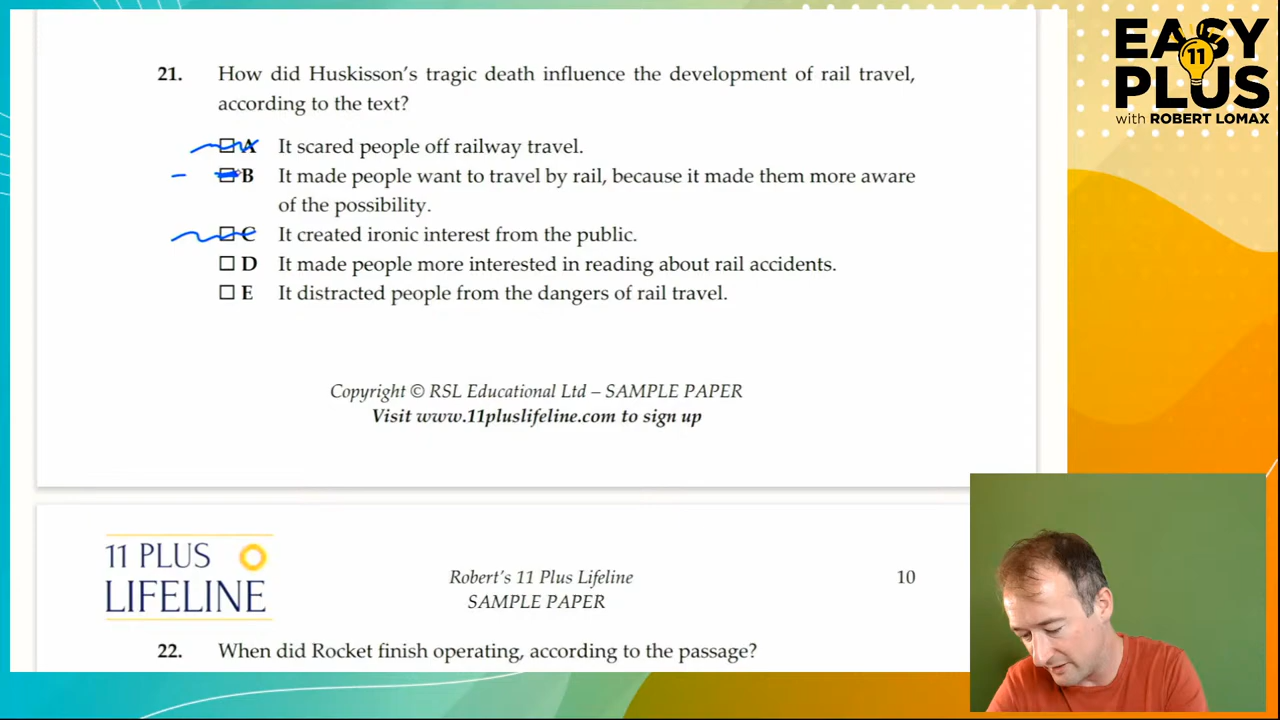 EASY
11
PLUS
with ROBERT LOMAX
21. How did Huskisson's tragic death influence the development of rail travel,
according to the text?
A It scared people off railway travel.
B It made people want to travel by rail, because it made them more aware
of the possibility.
C It created ironic interest from the public.
D It made people more interested in reading about rail accidents.
E It distracted people from the dangers of rail travel.
Copyright © RSL Educational Ltd – SAMPLE PAPER
Visit www.11pluslifeline.com to sign up
11 PLUS
LIFELINE
Robert's 11 Plus Lifeline
SAMPLE PAPER
10
22. When did Rocket finish operating, according to the passage?